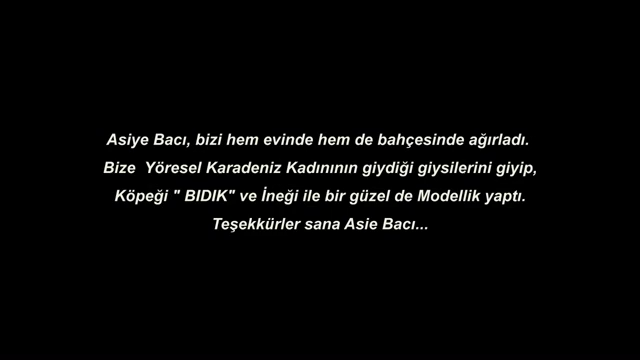 Asiye Bacı, bizi hem evinde hem de bahçesinde ağırladı.
Bize  Yöresel Karadeniz Kadınının giydiği giysilerini giyip,
Köpeği " BIDIK" ve İneği ile bir güzel de Modellik yaptı.
Teşekkürler sana Asie Bacı...